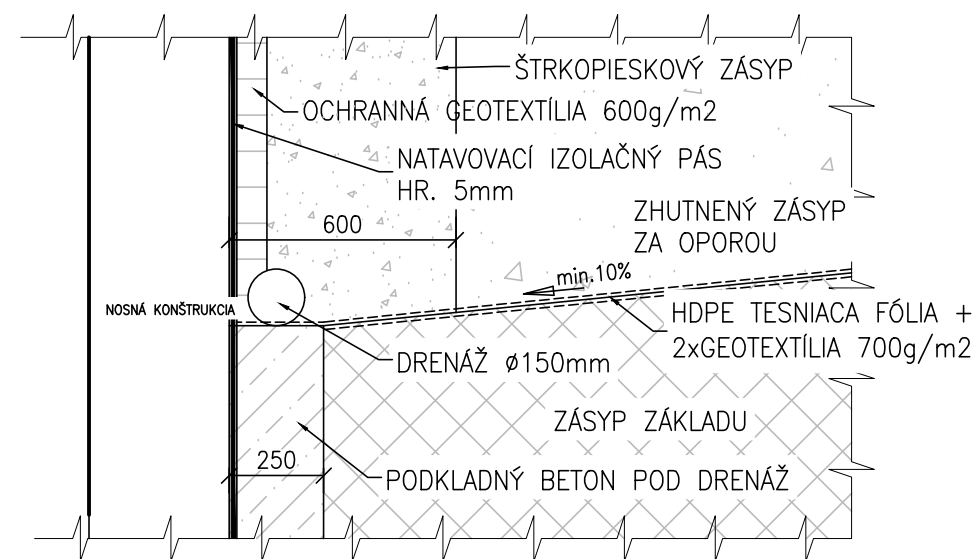 ŠTRKOPIESKOVÝ ZÁSYP
OCHRANNÁ GEOTEXTÍLIA 600g/m2
NATAVOVACÍ IZOLAČNÝ PÁS
HR. 5mm
600
ZHUTNENÝ ZÁSYP
ZA OPOROU
min.10%
NOSNÁ KONŠTRUKCIA
HDPE TESNIACA FÓLIA +
2xGEOTEXTÍLIA 700g/m2
DRENÁŽ ø150mm
ZÁSYP ZÁKLADU
250
PODKLADNÝ BETON POD DRENÁŽ